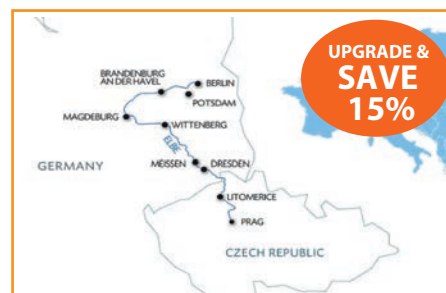 UPGRADE &
SAVE
15%
BRANDENBURG
AN DER HAVEL
BERLIN
POTSDAM
MAGDEBURG
WITTENBERG
ELBE
GERMANY
MEISSEN
DRESDEN
LITOMERICE
PRAG
CZECH REPUBLIC